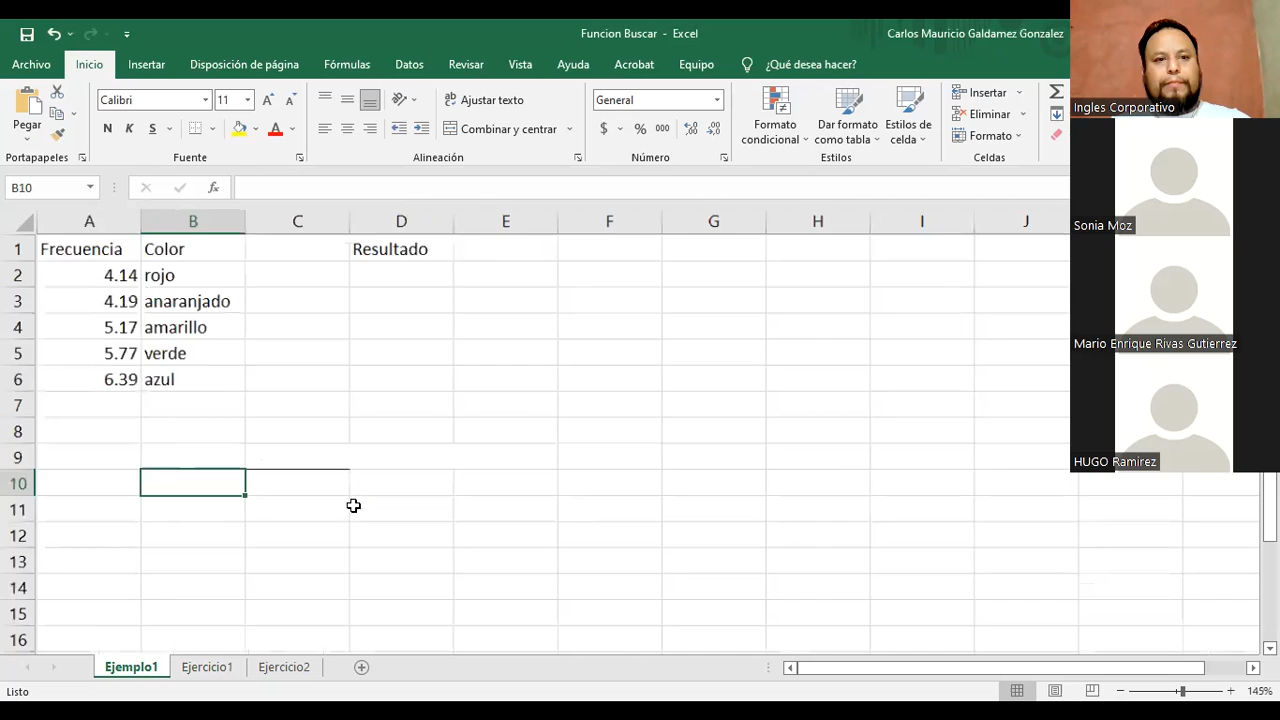 Funcion Buscar - Excel
Carlos Mauricio Galdamez Gonzalez
Archivo Inicio Insertar Disposición de página Fórmulas Datos Revisar Vista Ayuda Acrobat Equipo ¿Qué desea hacer?
Pegar
Calibri 11
N K S
Ajustar texto
Combinar y centrar
General
$ % 000
Formato condicional
Dar formato como tabla
Estilos de celda
Insertar
Eliminar
Formato
Portapapeles Fuente Alineación Número Estilos Celdas
B10 fx
A B C D E F G H I J
1 Frecuencia Color Resultado
2 4.14 rojo
3 4.19 anaranjado
4 5.17 amarillo
5 5.77 verde
6 6.39 azul
7
8
9
10
11
12
13
14
15
16
Ejemplo1 Ejercicio1 Ejercicio2
Listo
145%
Ingles Corporativo
Sonia Moz
Mario Enrique Rivas Gutierrez
HUGO Ramirez